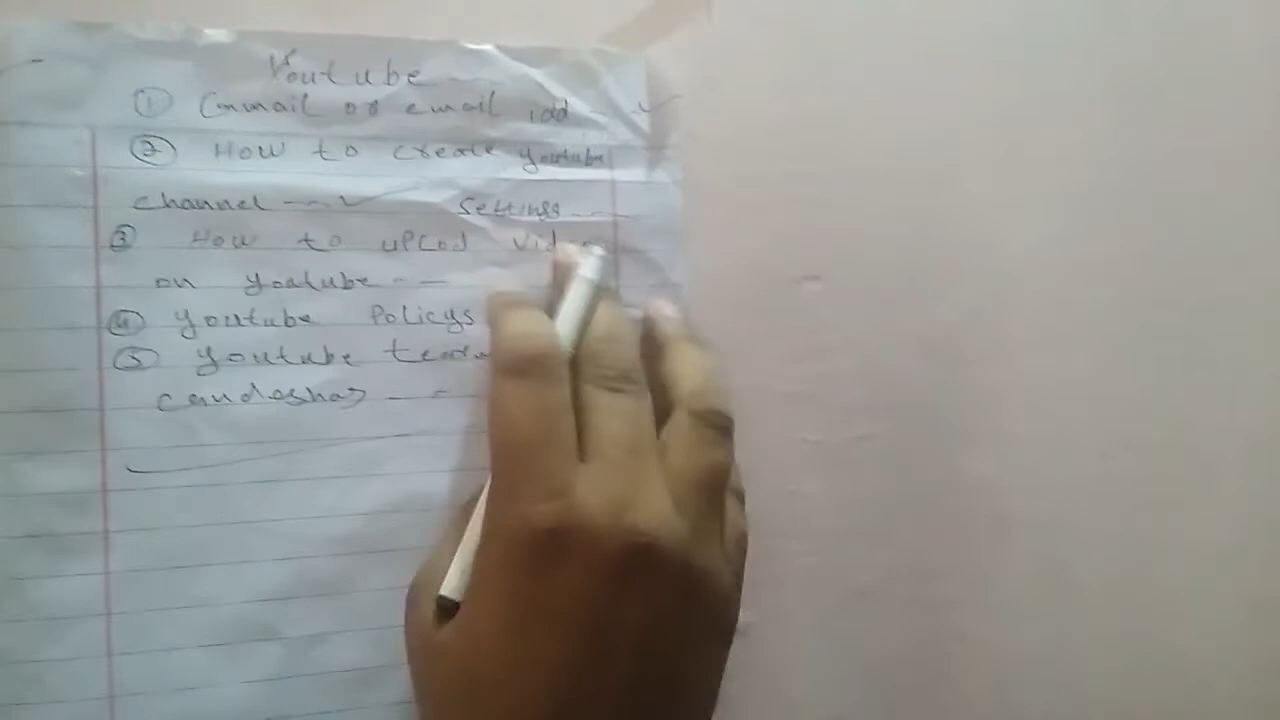 Youtube
① Gmmail or email idd
② How to create youtube
channel Settings
③ How to uplod
on youtube
④ youtube Policys
⑤ youtube